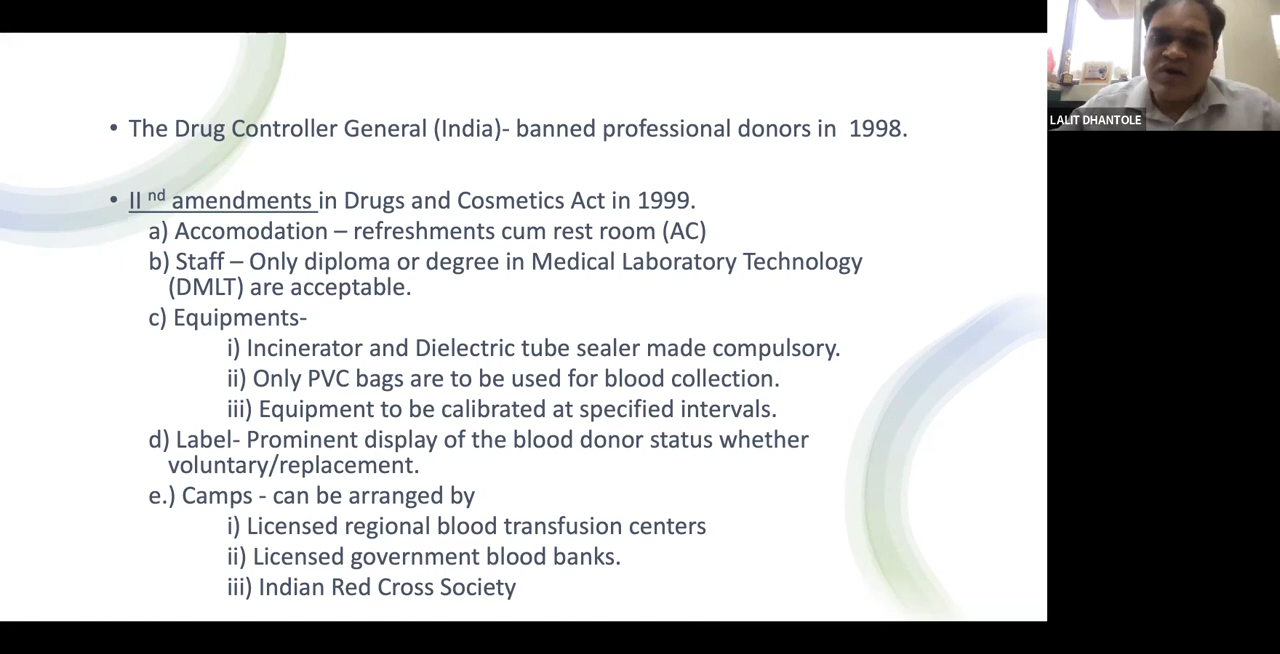 • The Drug Controller General (India)- banned professional donors in 1998.
• II nd amendments in Drugs and Cosmetics Act in 1999.
a) Accomodation – refreshments cum rest room (AC)
b) Staff – Only diploma or degree in Medical Laboratory Technology
(DMLT) are acceptable.
c) Equipments-
i) Incinerator and Dielectric tube sealer made compulsory.
ii) Only PVC bags are to be used for blood collection.
iii) Equipment to be calibrated at specified intervals.
d) Label- Prominent display of the blood donor status whether
voluntary/replacement.
e.) Camps - can be arranged by
i) Licensed regional blood transfusion centers
ii) Licensed government blood banks.
iii) Indian Red Cross Society
LALIT DHANTOLE